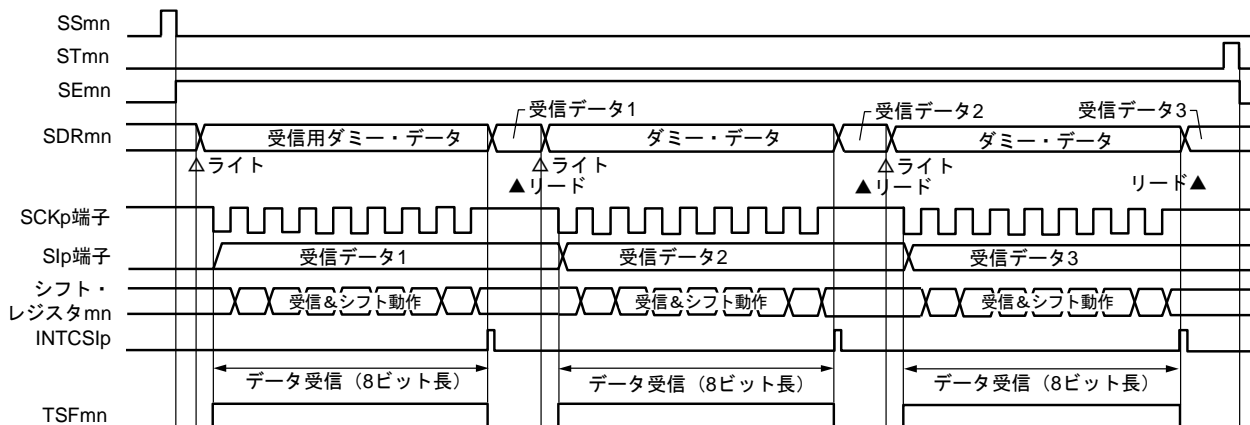 SSmn
STmn
SEmn
受信データ1
受信データ2
受信データ3
SDRmn
受信用ダミー・データ
ダミー・データ
ダミー・データ
△ライト
△ライト
△ライト
▲リード
▲リード
リード▲
SCKp端子
SIp端子
受信データ1
受信データ2
受信データ3
シフト・
レジスタmn
受信&シフト動作
受信&シフト動作
受信&シフト動作
INTCSIp
データ受信（8ビット長）
データ受信（8ビット長）
データ受信（8ビット長）
TSFmn